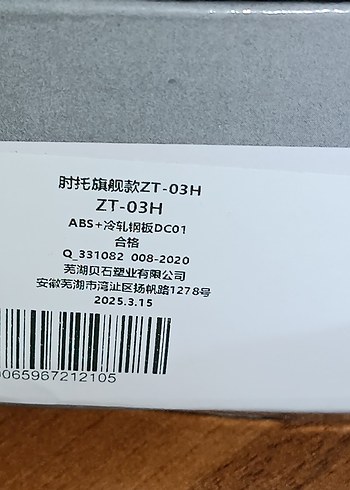 肘托旗舰款ZT-03H
ZT-03H
ABS+冷轧钢板DC01
合格
Q_331082 008-2020
芜湖贝石塑业有限公司
安徽芜湖市湾沚区扬帆路1278号
2025.3.15
0065967212105